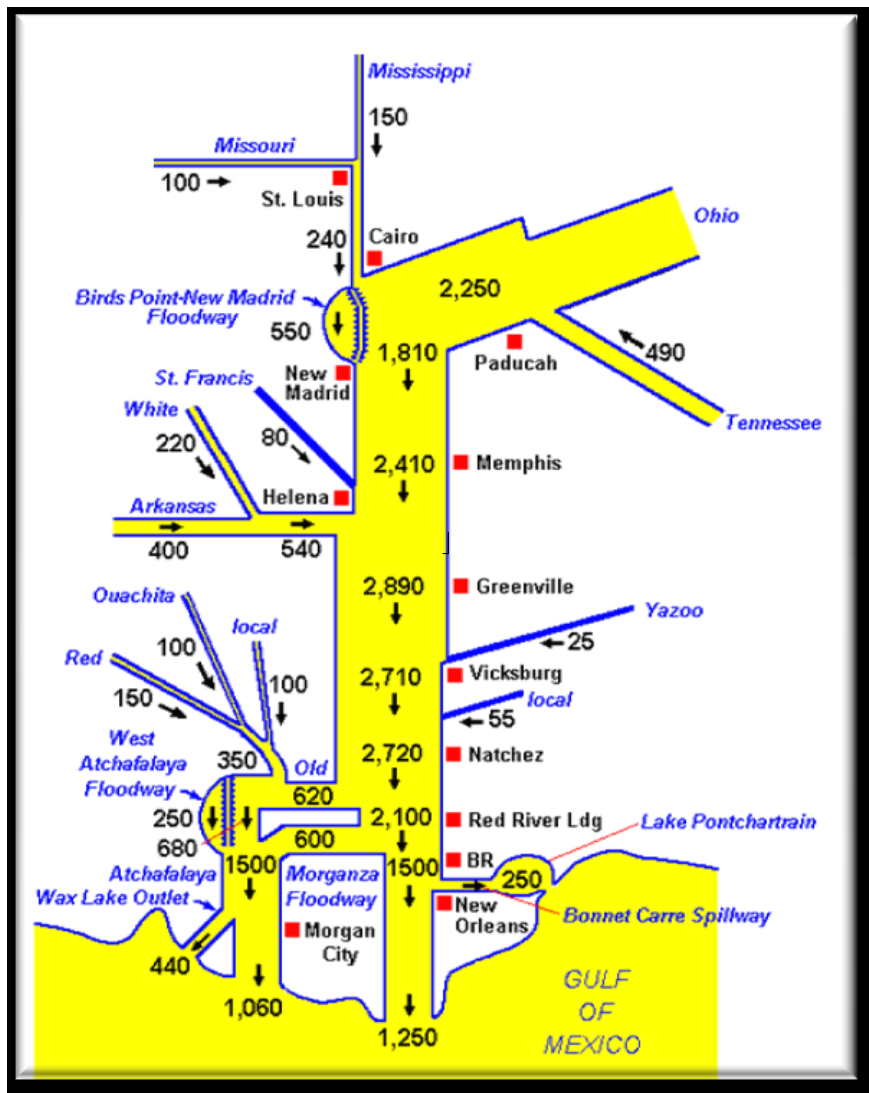 Mississippi
150
Missouri
100
St. Louis
240
Cairo
Ohio
2,250
Birds Point-New Madrid
Floodway
550
1,810
Paducah
490
Tennessee
New
Madrid
St. Francis
White
220
80
2,410
Memphis
Helena
Arkansas
400
540
2,890
Greenville
Ouachita
local
Yazoo
25
Red
100
150
100
2,710
Vicksburg
local
55
West
Atchafalaya
Floodway
350
Old
2,720
Natchez
620
250
680
2,100
Red River Ldg
Lake Pontchartrain
600
1500
1500
BR
Atchafalaya
Wax Lake Outlet
Morganza
Floodway
250
New
Orleans
Bonnet Carre Spillway
Morgan
City
440
1,060
1,250
GULF
OF
MEXICO